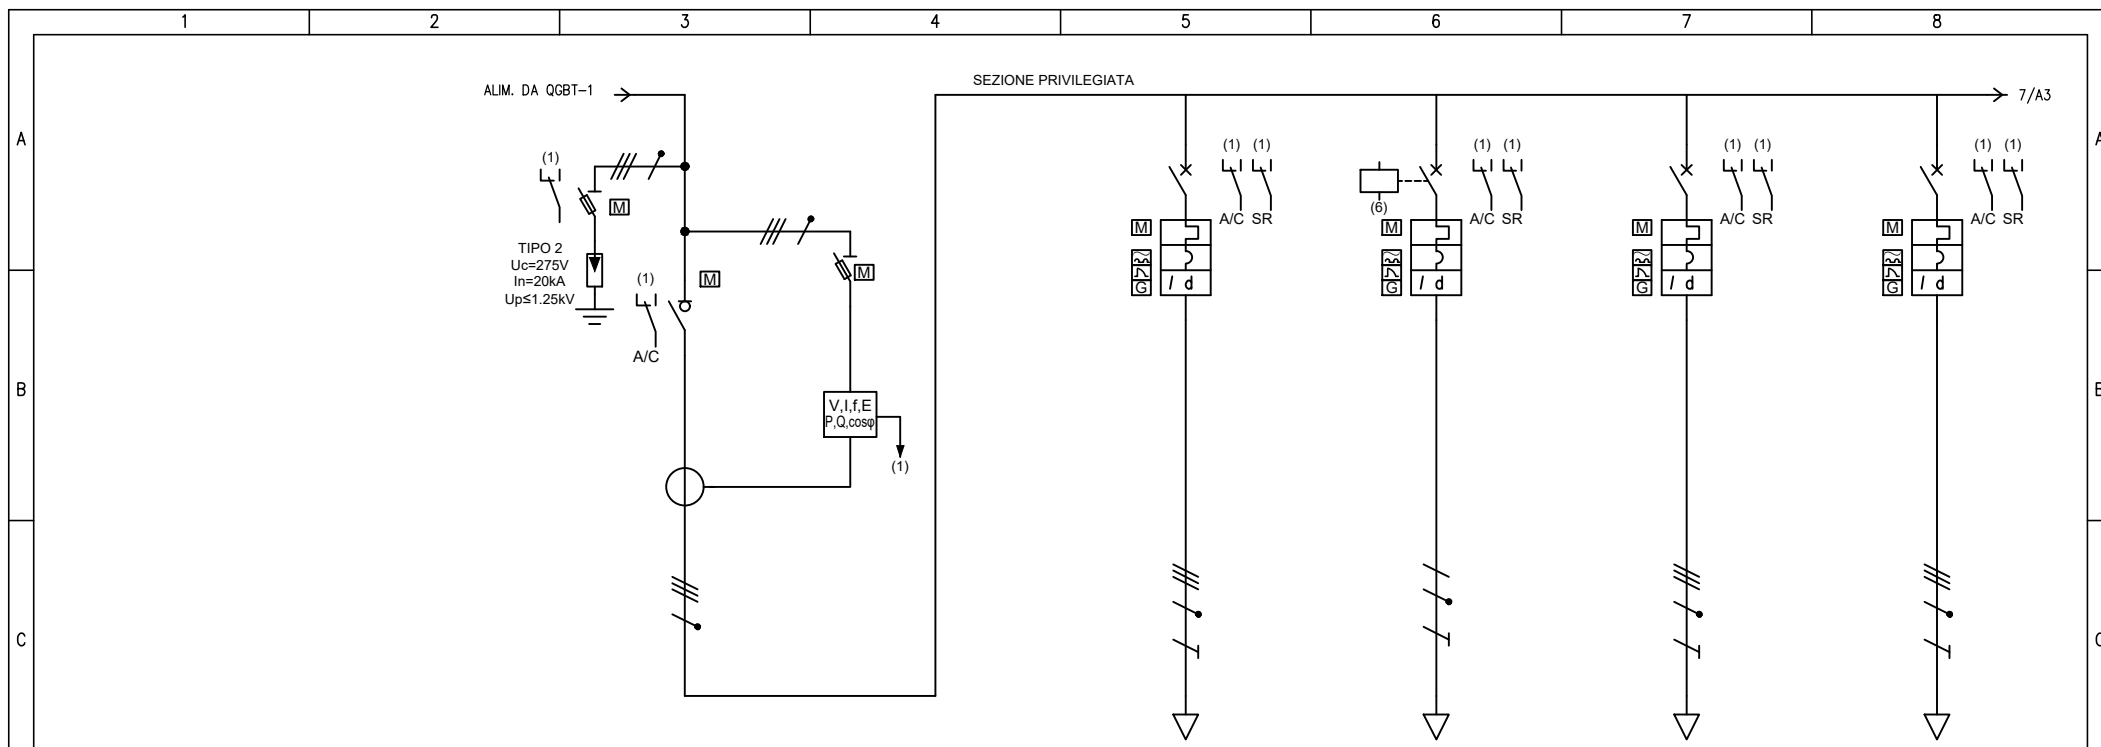 1 2 3 4 5 6 7 8
SEZIONE PRIVILEGIATA
ALIM. DA QGBT-1
7/A3
A A
(1) (1) (1) (1) (1) (1) (1) (1) (1)
M
(6)
A/C SR A/C SR A/C SR A/C SR
M M M M
TIPO 2
Uc=275V
In=20kA
Up≤1.25kV
(1) M M
I d I d I d I d
G G G G
A/C
B B
V,I,f,E
P,Q,cosφ
(1)
C C